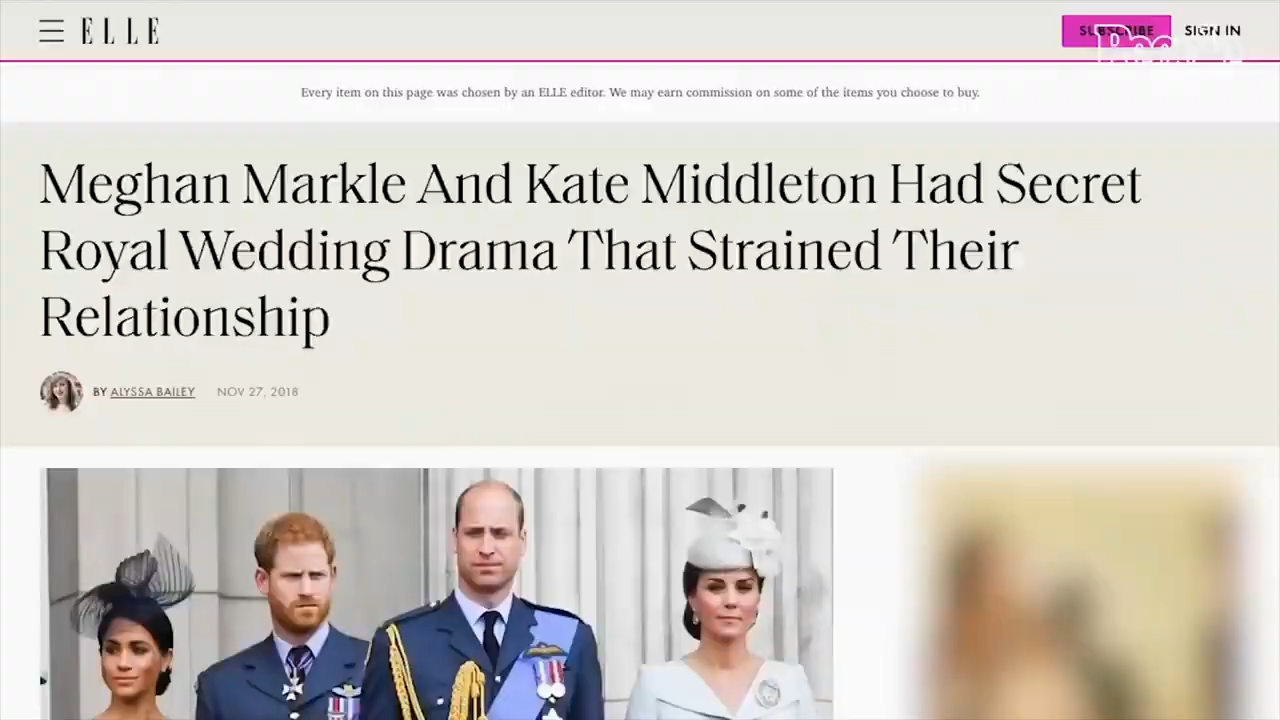 ELLE
SUBSCRIBE SIGN IN
Every item on this page was chosen by an ELLE editor. We may earn commission on some of the items you choose to buy.
Meghan Markle And Kate Middleton Had Secret
Royal Wedding Drama That Strained Their
Relationship
BY ALYSSA BAILEY NOV 27, 2018